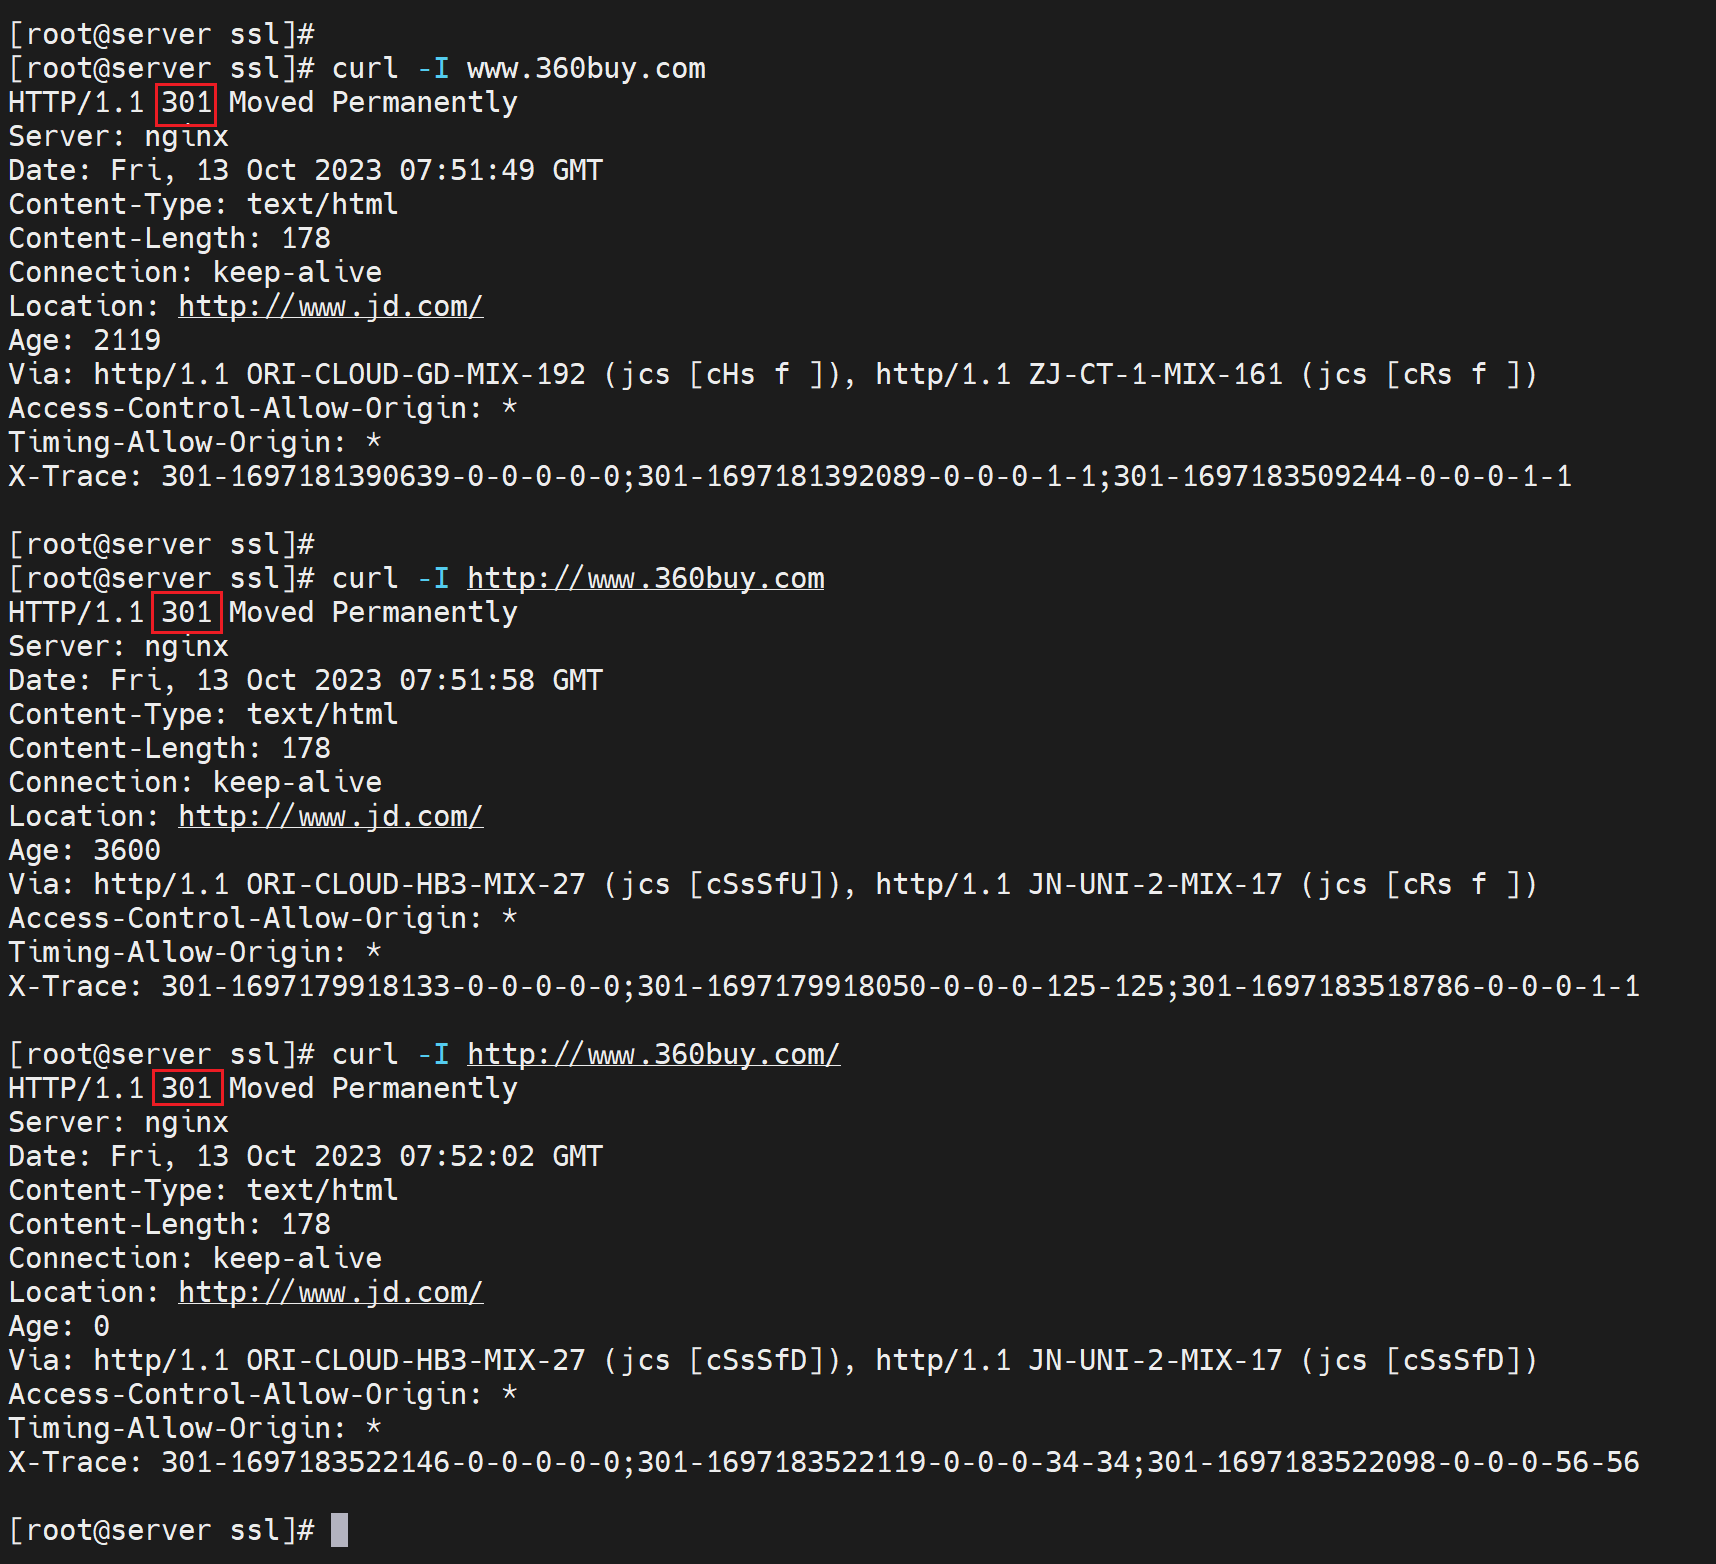 [root@server ssl]#
[root@server ssl]# curl -I www.360buy.com
HTTP/1.1 301 Moved Permanently
Server: nginx
Date: Fri, 13 Oct 2023 07:51:49 GMT
Content-Type: text/html
Content-Length: 178
Connection: keep-alive
Location: http://www.jd.com/
Age: 2119
Via: http/1.1 ORI-CLOUD-GD-MIX-192 (jcs [cHs f ]), http/1.1 ZJ-CT-1-MIX-161 (jcs [cRs f ])
Access-Control-Allow-Origin: *
Timing-Allow-Origin: *
X-Trace: 301-1697181390639-0-0-0-0-0;301-1697181392089-0-0-0-1-1;301-1697183509244-0-0-0-1-1
[root@server ssl]#
[root@server ssl]# curl -I http://www.360buy.com
HTTP/1.1 301 Moved Permanently
Server: nginx
Date: Fri, 13 Oct 2023 07:51:58 GMT
Content-Type: text/html
Content-Length: 178
Connection: keep-alive
Location: http://www.jd.com/
Age: 3600
Via: http/1.1 ORI-CLOUD-HB3-MIX-27 (jcs [cSsSfU]), http/1.1 JN-UNI-2-MIX-17 (jcs [cRs f ])
Access-Control-Allow-Origin: *
Timing-Allow-Origin: *
X-Trace: 301-1697179918133-0-0-0-0-0;301-1697179918050-0-0-0-125-125;301-1697183518786-0-0-0-1-1
[root@server ssl]# curl -I http://www.360buy.com/
HTTP/1.1 301 Moved Permanently
Server: nginx
Date: Fri, 13 Oct 2023 07:52:02 GMT
Content-Type: text/html
Content-Length: 178
Connection: keep-alive
Location: http://www.jd.com/
Age: 0
Via: http/1.1 ORI-CLOUD-HB3-MIX-27 (jcs [cSsSfD]), http/1.1 JN-UNI-2-MIX-17 (jcs [cSsSfD])
Access-Control-Allow-Origin: *
Timing-Allow-Origin: *
X-Trace: 301-1697183522146-0-0-0-0-0;301-1697183522119-0-0-0-34-34;301-1697183522098-0-0-0-56-56
[root@server ssl]#